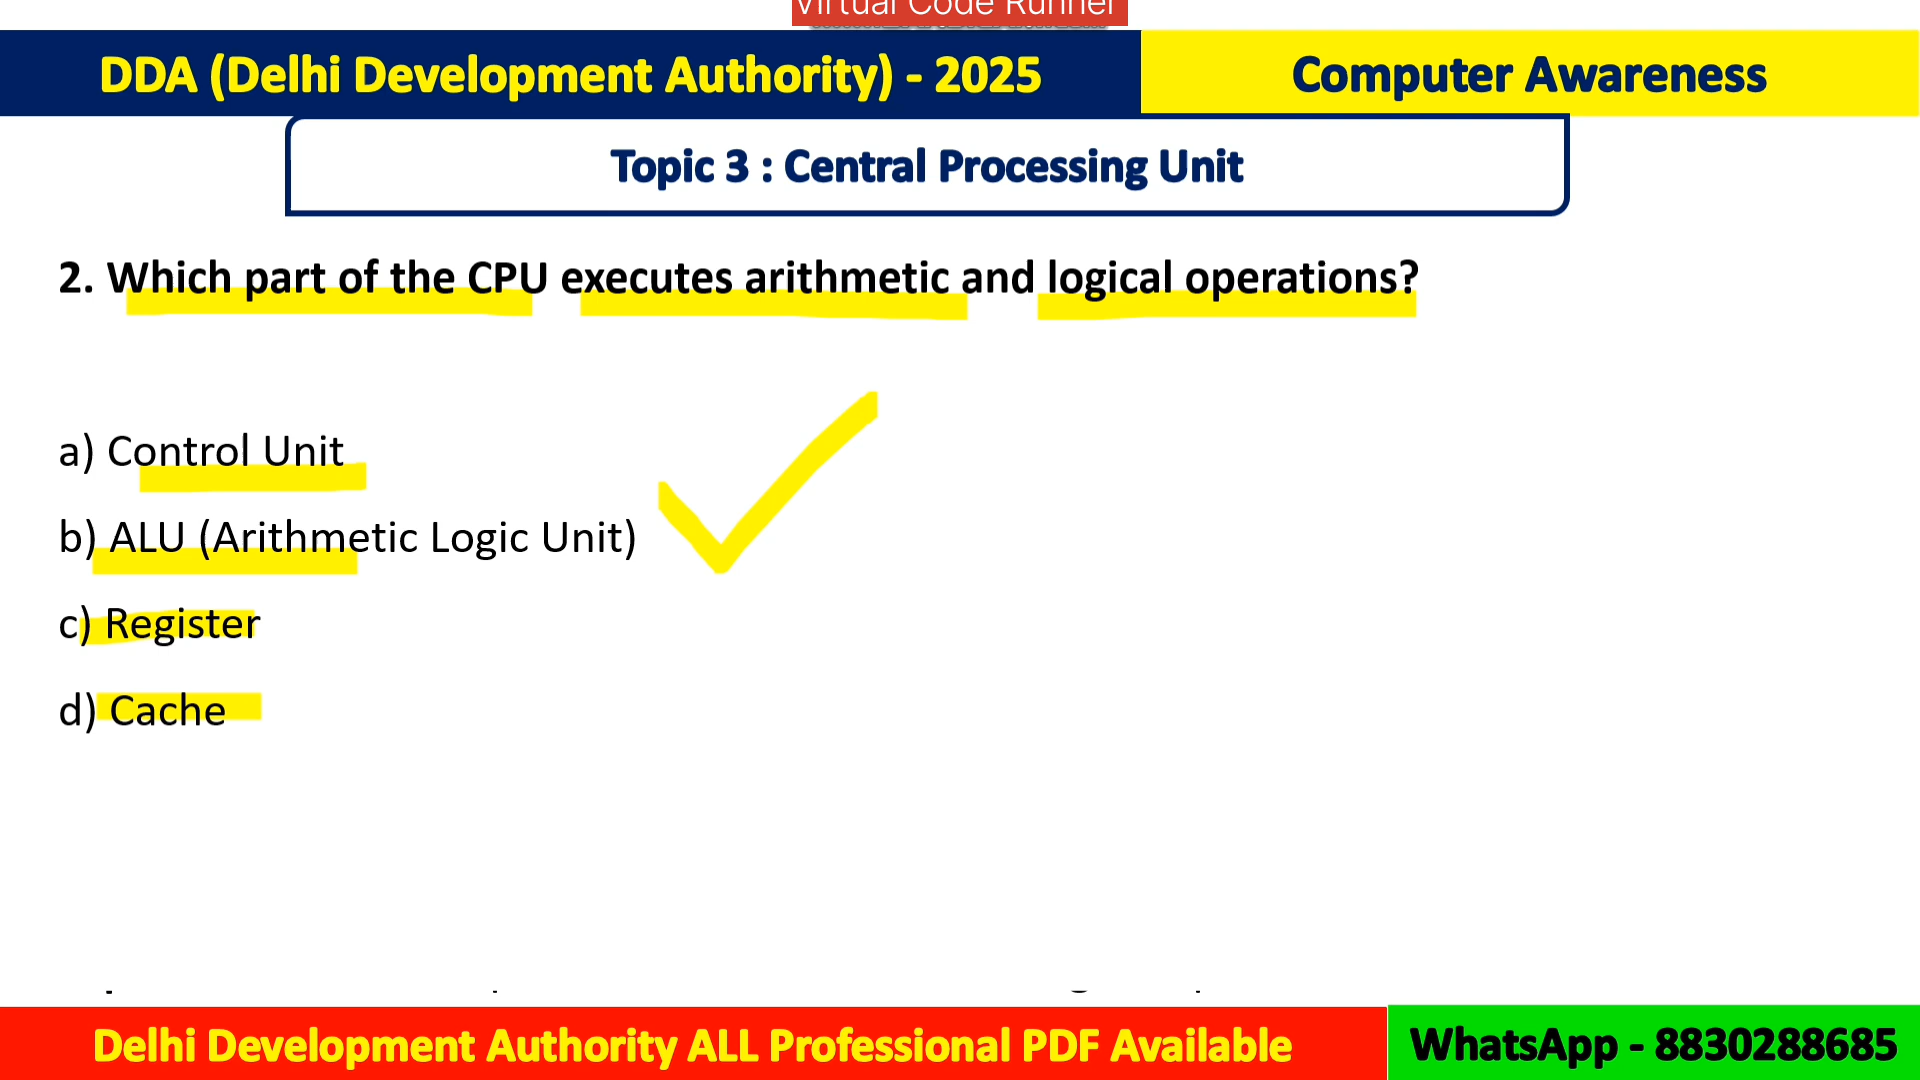 Virtual Code Runner
DDA (Delhi Development Authority) - 2025
Computer Awareness
Topic 3 : Central Processing Unit
2. Which part of the CPU executes arithmetic and logical operations?
a) Control Unit
b) ALU (Arithmetic Logic Unit)
c) Register
d) Cache
Delhi Development Authority ALL Professional PDF Available
WhatsApp - 8830288685